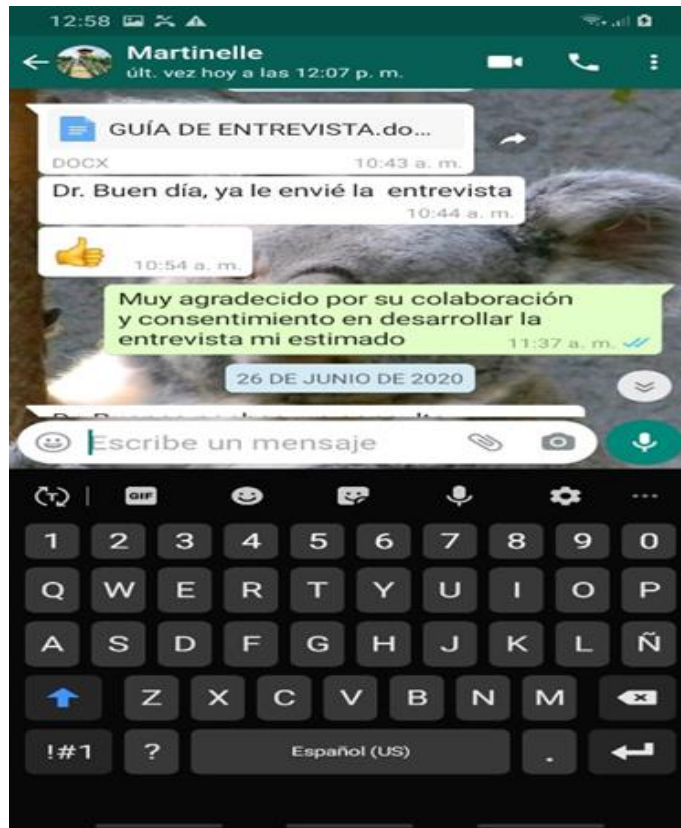 12:58
Martinelle
últ. vez hoy a las 12:07 p. m.
GUÍA DE ENTREVISTA.do...
DOCX 10:43 a. m.
Dr. Buen día, ya le envié la entrevista
10:44 a. m.
10:54 a. m.
Muy agradecido por su colaboración
y consentimiento en desarrollar la
entrevista mi estimado 11:37 a. m.
26 DE JUNIO DE 2020
Escribe un mensaje
GIF
1 2 3 4 5 6 7 8 9 0
Q W E R T Y U I O P
A S D F G H J K L Ñ
Z X C V B N M
!#1 ? Español (US) .